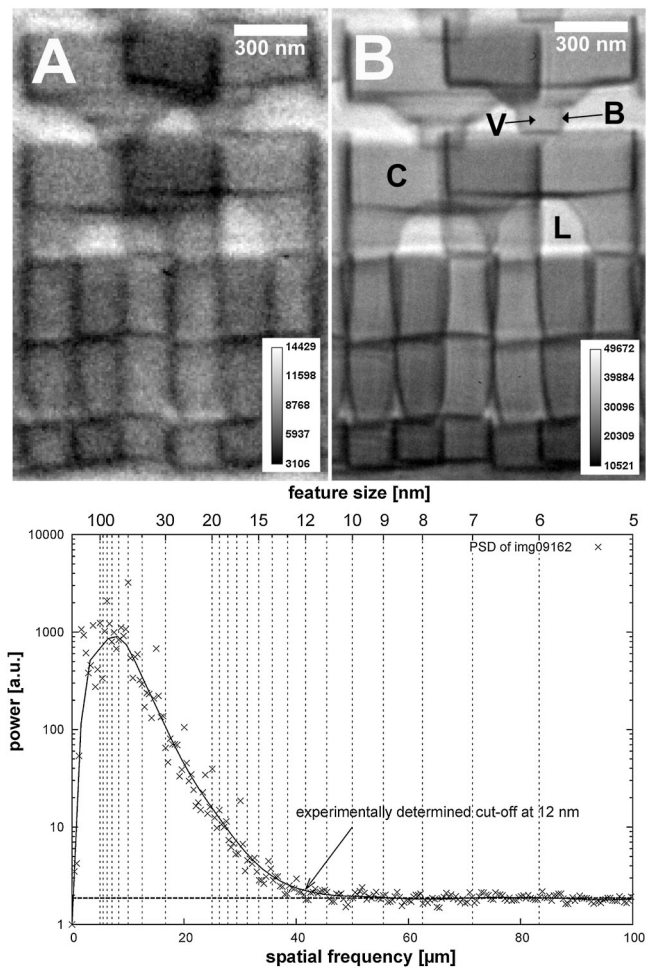 A
300 nm
14429
11598
8768
5937
3106
B
300 nm
V
B
C
L
49672
39884
30096
20309
10521
feature size [nm]
100 30 20 15 12 10 9 8 7 6 5
10000
1000
100
10
1
power [a.u.]
PSD of img09162 ×
experimentally determined cut-off at 12 nm
0 20 40 60 80 100
spatial frequency [µm]